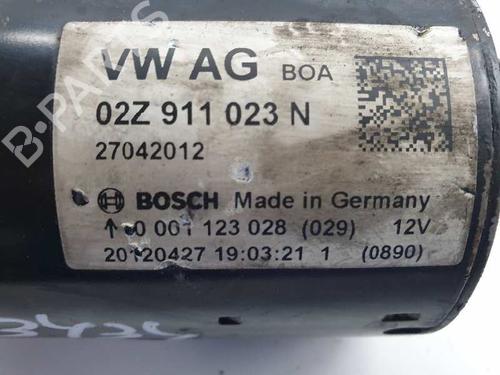 VW AG BOA
02Z 911 023 N
27042012
BOSCH Made in Germany
0 001 123 028 (029) 12V
20120427 19:03:21 1 (0890)
B-PARTS